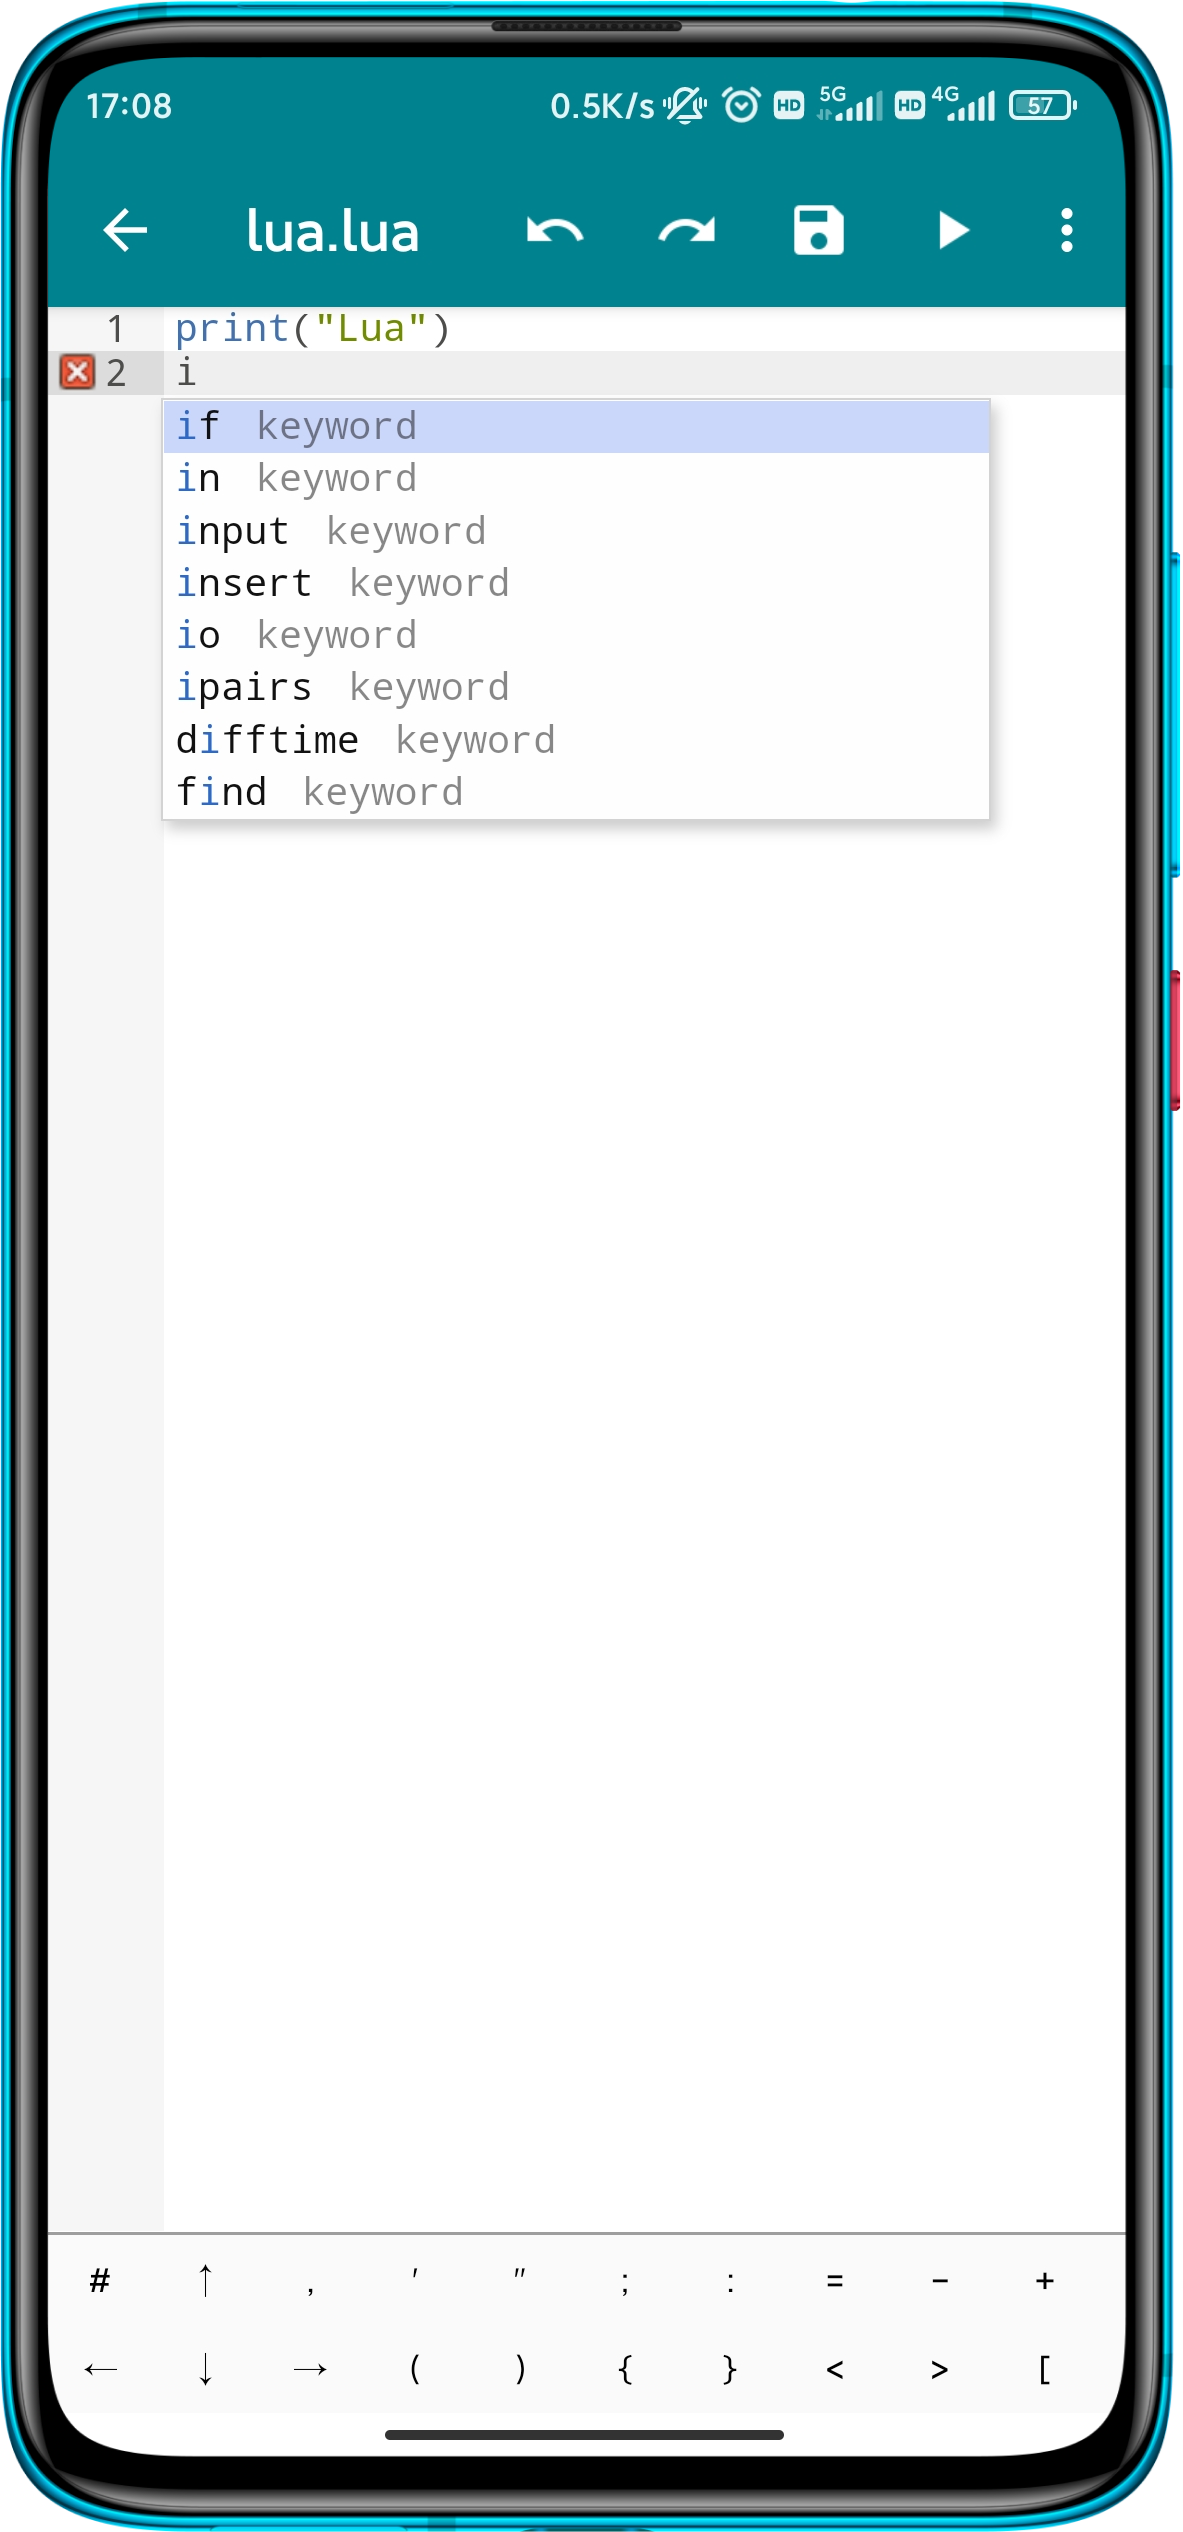 17:08 0.5K/s HD 5G HD 4G 57
lua.lua
1 print("Lua")
2 i
if keyword
in keyword
input keyword
insert keyword
io keyword
ipairs keyword
difftime keyword
find keyword
# ↑ , ' " ; : = - +
← ↓ → ( ) { } < > [